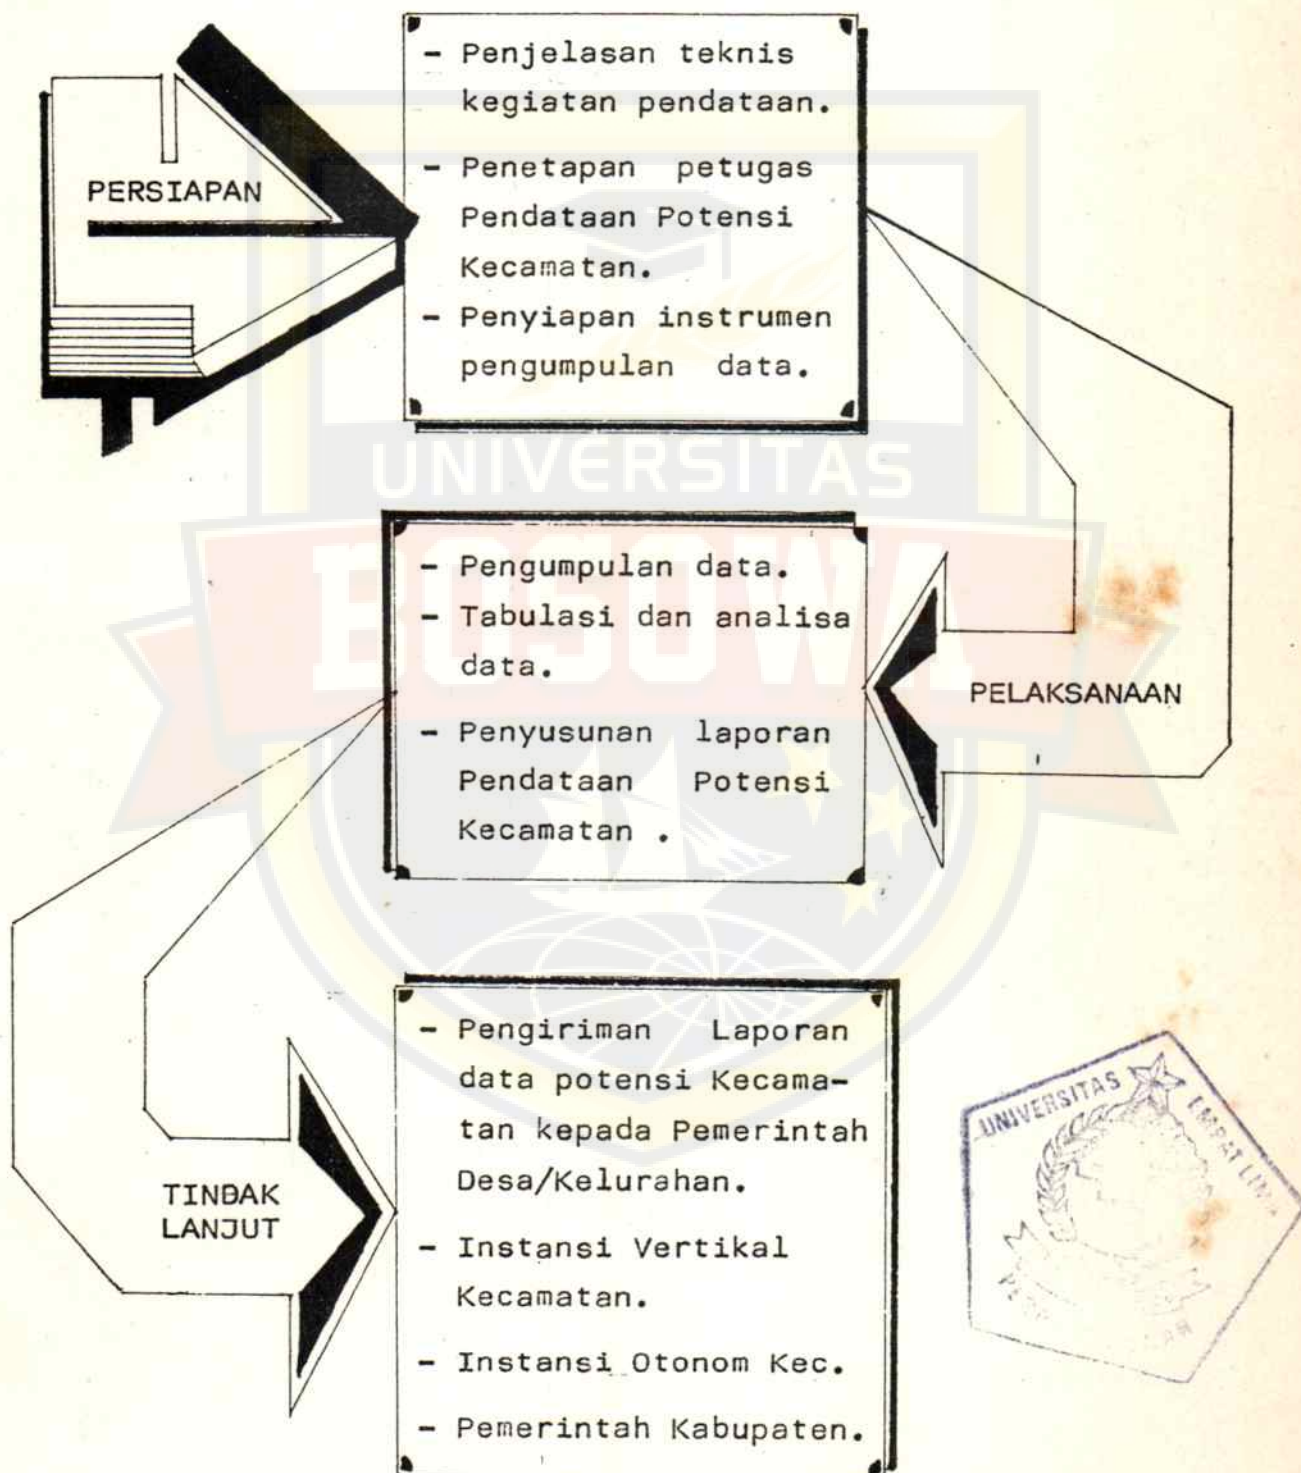 PERSIAPAN
- Penjelasan teknis
kegiatan pendataan.
- Penetapan petugas
Pendataan Potensi
Kecamatan.
- Penyiapan instrumen
pengumpulan data.
UNIVERSITAS
BOSOWA
- Pengumpulan data.
- Tabulasi dan analisa
data.
- Penyusunan laporan
Pendataan Potensi
Kecamatan .
PELAKSANAAN
TINDAK
LANJUT
- Pengiriman Laporan
data potensi Kecama-
tan kepada Pemerintah
Desa/Kelurahan.
- Instansi Vertikal
Kecamatan.
- Instansi Otonom Kec.
- Pemerintah Kabupaten.
UNIVERSITAS EMPAT LIMA